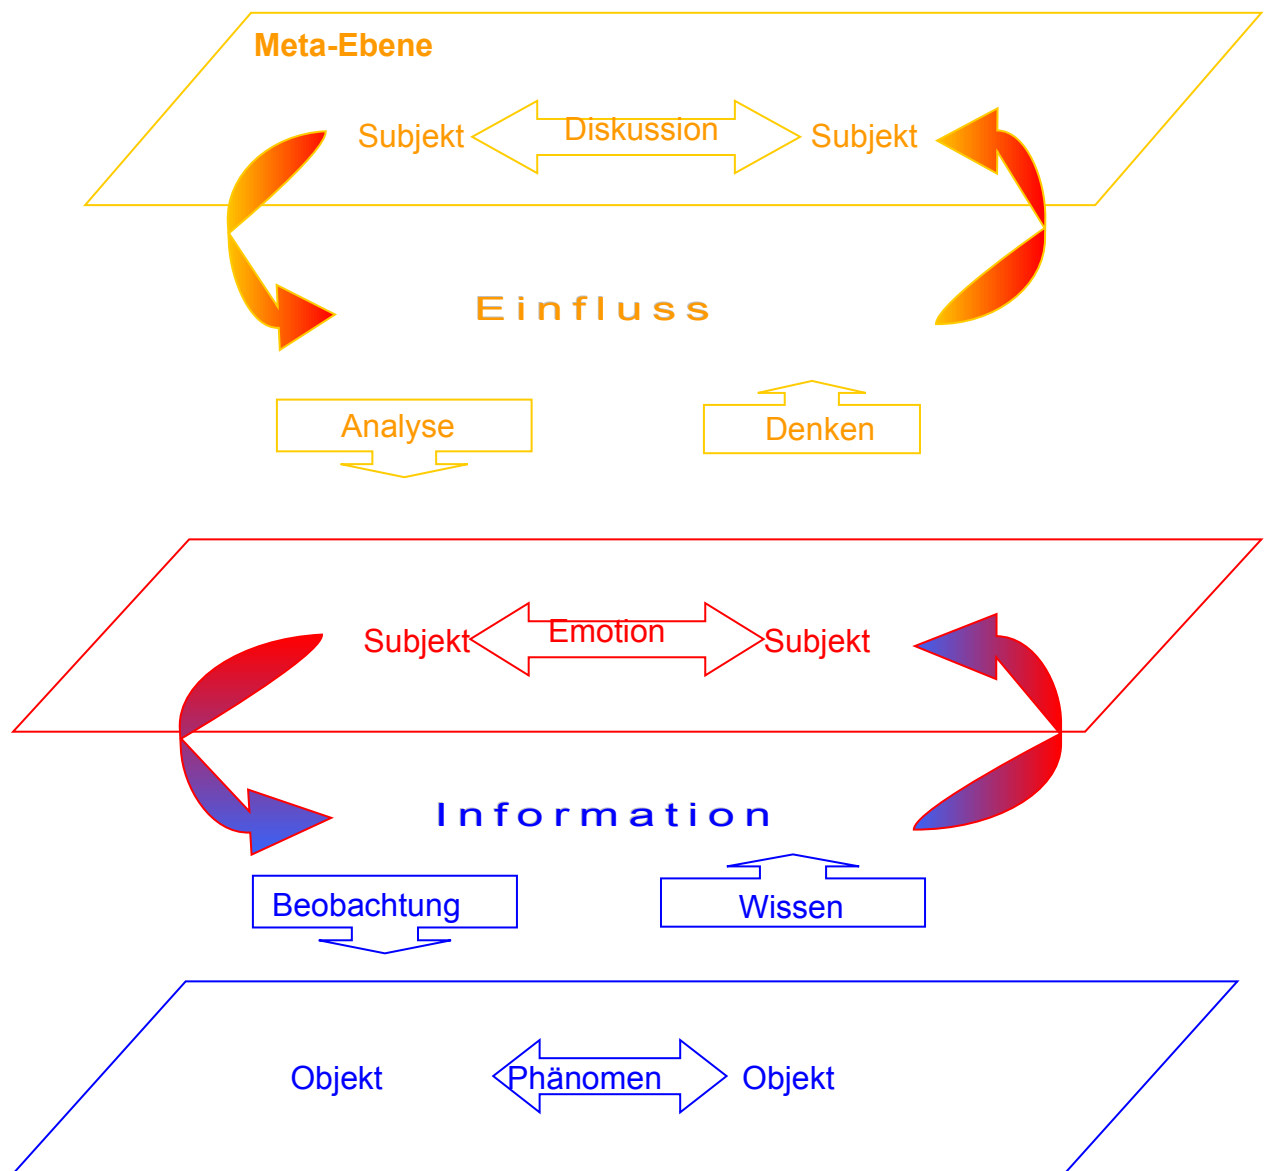 Meta-Ebene
Subjekt Diskussion Subjekt
Einfluss
Analyse Denken
Subjekt Emotion Subjekt
Information
Beobachtung Wissen
Objekt Phänomen Objekt